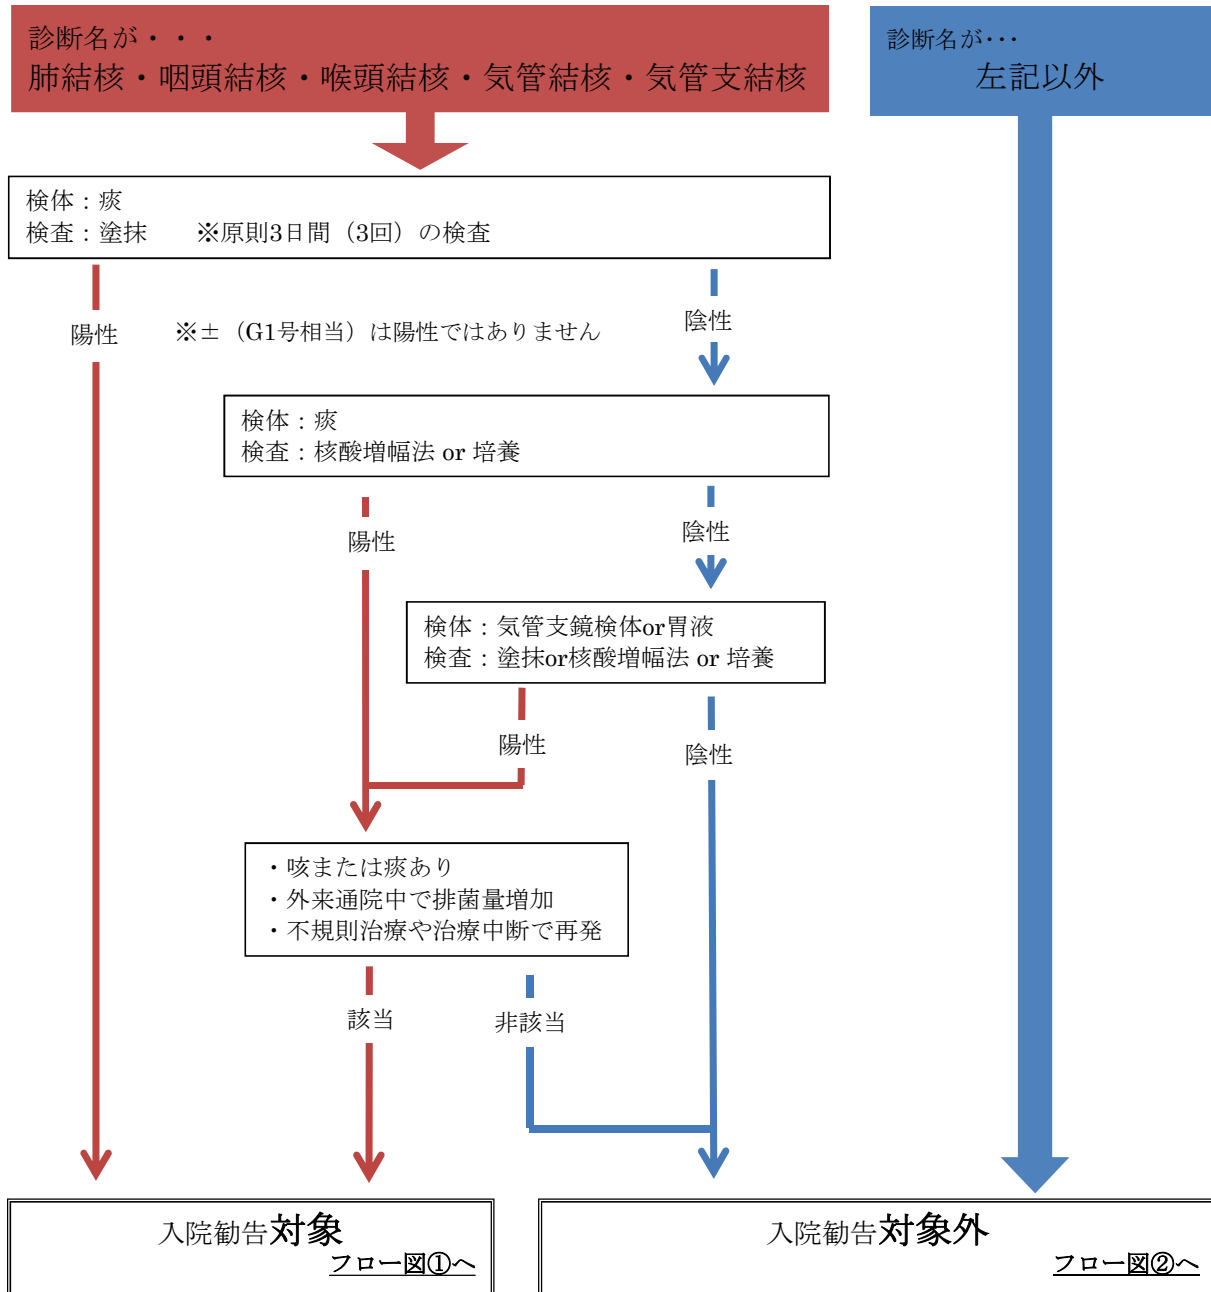 診断名が・・・
肺結核・咽頭結核・喉頭結核・気管結核・気管支結核
診断名が･･･
左記以外
検体：痰
検査：塗抹　　※原則3日間（3回）の検査
陽性
※±（G1号相当）は陽性ではありません
陰性
検体：痰
検査：核酸増幅法 or 培養
陽性
陰性
検体：気管支鏡検体or胃液
検査：塗抹or核酸増幅法 or 培養
陽性
陰性
・咳または痰あり
・外来通院中で排菌量増加
・不規則治療や治療中断で再発
該当
非該当
入院勧告対象
フロー図①へ
入院勧告対象外
フロー図②へ